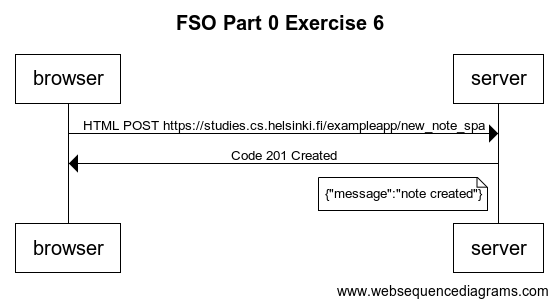 FSO Part 0 Exercise 6
browser
server
HTML POST https://studies.cs.helsinki.fi/exampleapp/new_note_spa
Code 201 Created
{"message":"note created"}
browser
server
www.websequencediagrams.com